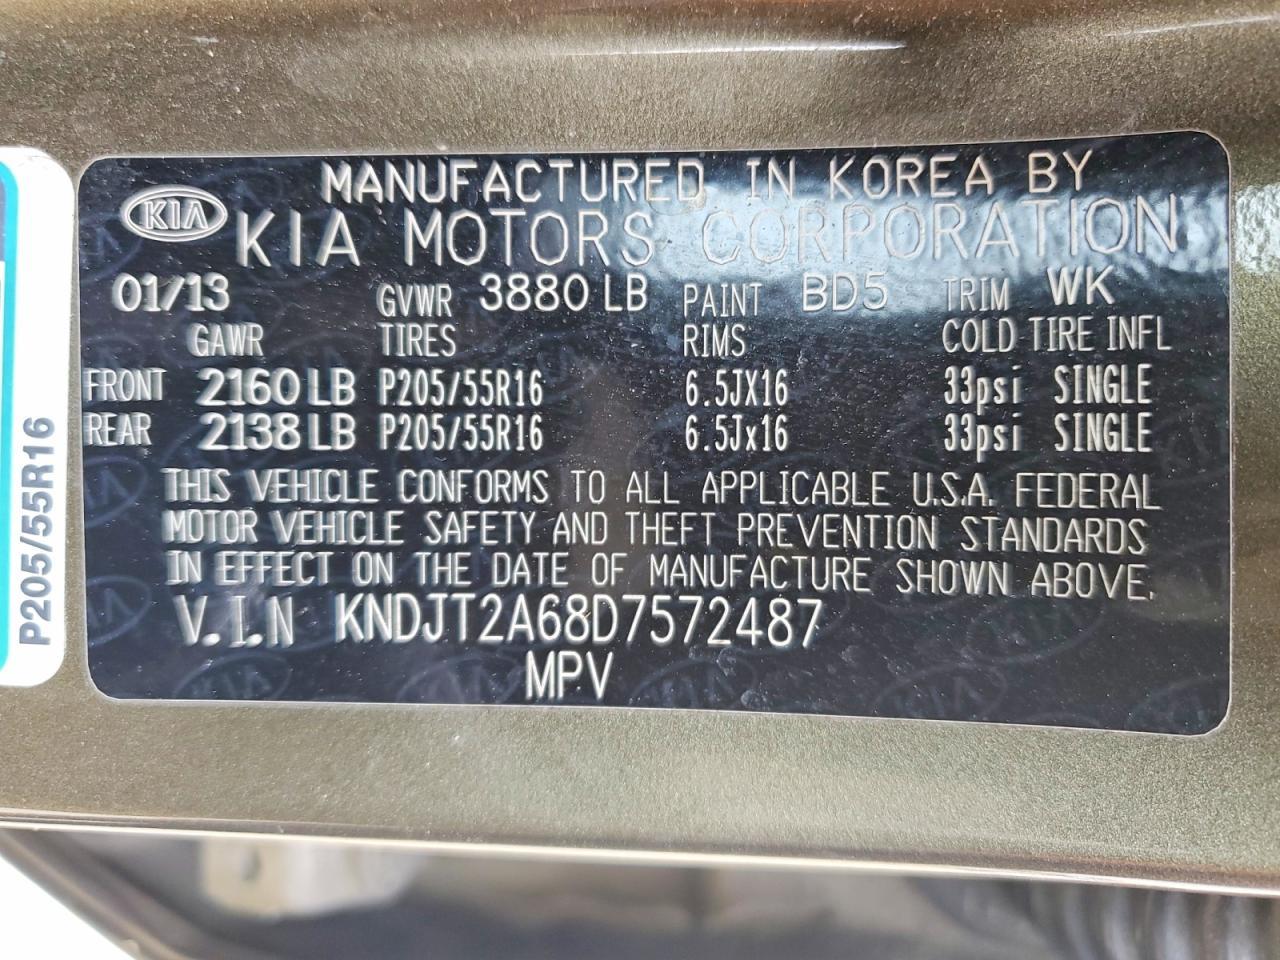 MANUFACTURED IN KOREA BY
KIA KIA MOTORS CORPORATION
01/13 GVWR 3880 LB PAINT BD5 TRIM WK
GAWR TIRES RIMS COLD TIRE INFL
FRONT 2160 LB P205/55R16 6.5JX16 33psi SINGLE
REAR 2138 LB P205/55R16 6.5Jx16 33psi SINGLE
THIS VEHICLE CONFORMS TO ALL APPLICABLE U.S.A. FEDERAL
MOTOR VEHICLE SAFETY AND THEFT PREVENTION STANDARDS
IN EFFECT ON THE DATE OF MANUFACTURE SHOWN ABOVE.
V.I.N KNDJT2A68D7572487
MPV
P205/55R16